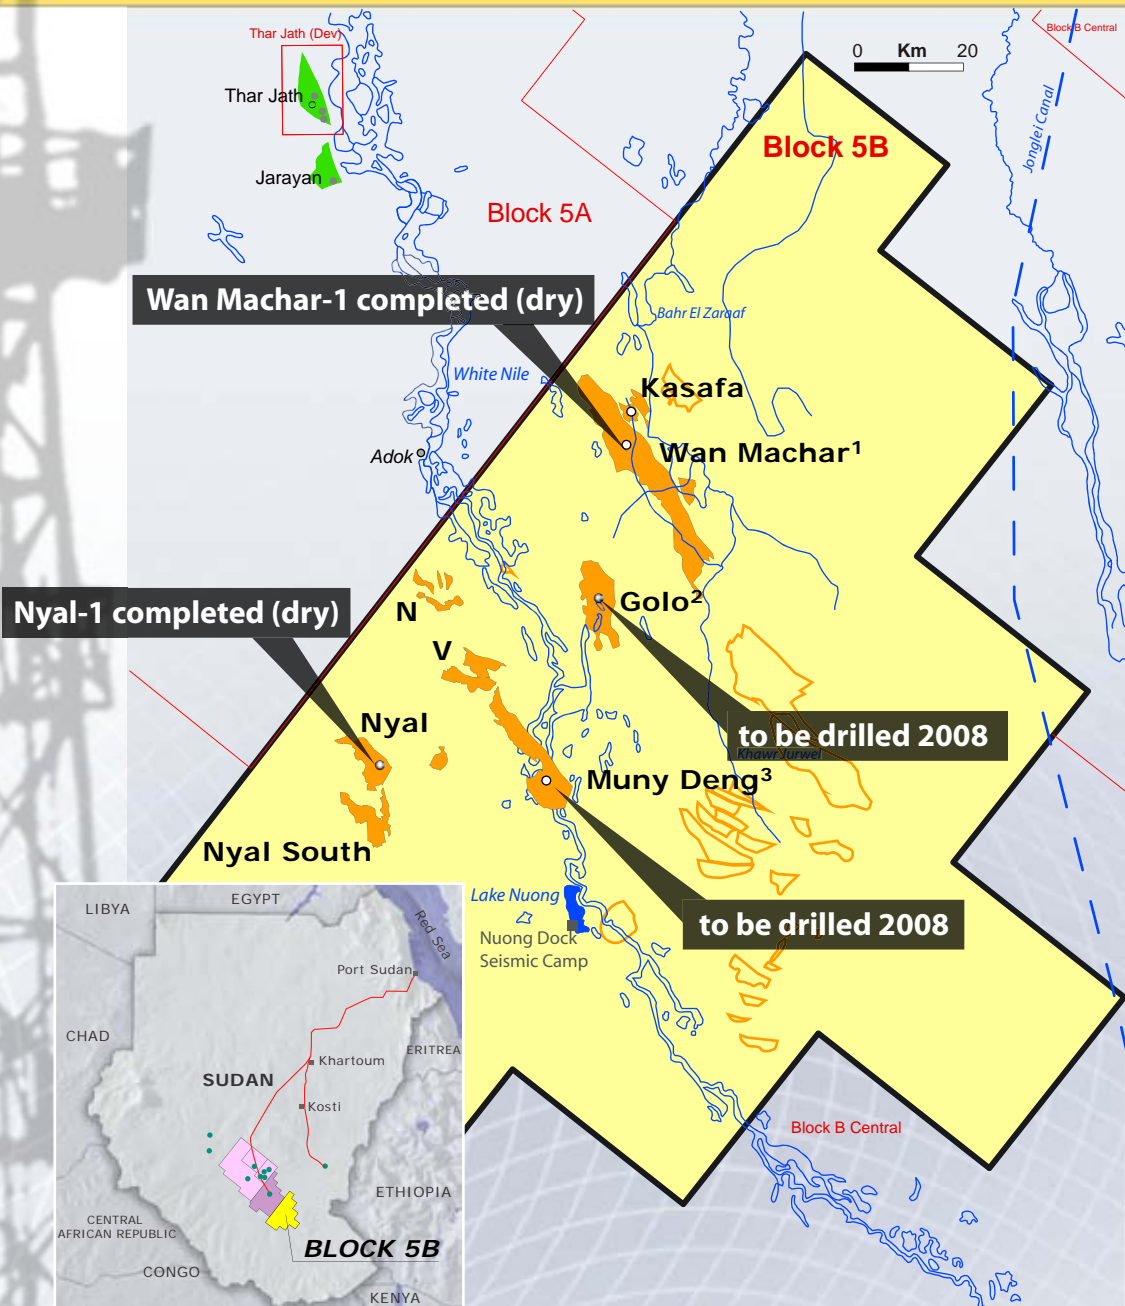 Thar Jath (Dev)
Block B Central
0 Km 20
Thar Jath
Jonglei Canal
Block 5B
Jarayan
Block 5A
Wan Machar-1 completed (dry)
Bahr El Zaraaf
White Nile
Kasafa
Wan Machar¹
Adok
Nyal-1 completed (dry)
N
Golo²
V
Nyal
to be drilled 2008
Khawr Jurwel
Muny Deng³
Nyal South
Lake Nuong
to be drilled 2008
Nuong Dock
Seismic Camp
Block B Central
LIBYA
EGYPT
Red Sea
Port Sudan
CHAD
ERITREA
Khartoum
SUDAN
Kosti
ETHIOPIA
CENTRAL
AFRICAN REPUBLIC
BLOCK 5B
CONGO
KENYA